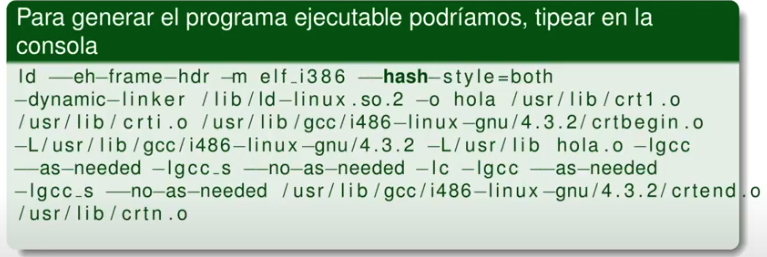 Para generar el programa ejecutable podríamos, tipear en la
consola
ld --eh-frame-hdr -m elf_i386 --hash-style=both
-dynamic-linker /lib/ld-linux.so.2 -o hola /usr/lib/crt1.o
/usr/lib/crti.o /usr/lib/gcc/i486-linux-gnu/4.3.2/crtbegin.o
-L/usr/lib/gcc/i486-linux-gnu/4.3.2 -L/usr/lib hola.o -lgcc
--as-needed -lgcc_s --no-as-needed -lc -lgcc --as-needed
-lgcc_s --no-as-needed /usr/lib/gcc/i486-linux-gnu/4.3.2/crtend.o
/usr/lib/crtn.o